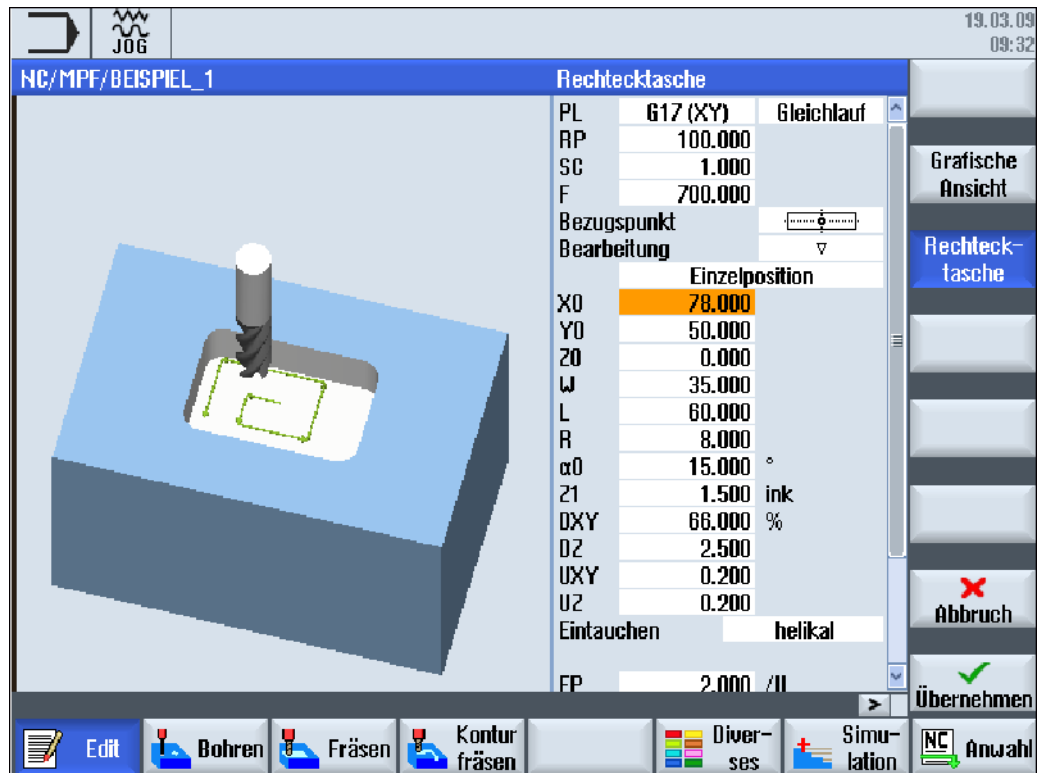 JOG
19.03.09
09:32
NC/MPF/BEISPIEL_1
Rechtecktasche
PL G17 (XY) Gleichlauf
RP 100.000
SC 1.000
F 700.000
Bezugspunkt
Bearbeitung ▽
Einzelposition
X0 78.000
Y0 50.000
Z0 0.000
W 35.000
L 60.000
R 8.000
α0 15.000 °
Z1 1.500 ink
DXY 66.000 %
DZ 2.500
UXY 0.200
UZ 0.200
Eintauchen helikal
EP 2.000 /U
Grafische
Ansicht
Rechteck-
tasche
Abbruch
Übernehmen
>
Edit
Bohren
Fräsen
Kontur
fräsen
Diver-
ses
Simu-
lation
NC
Anwahl